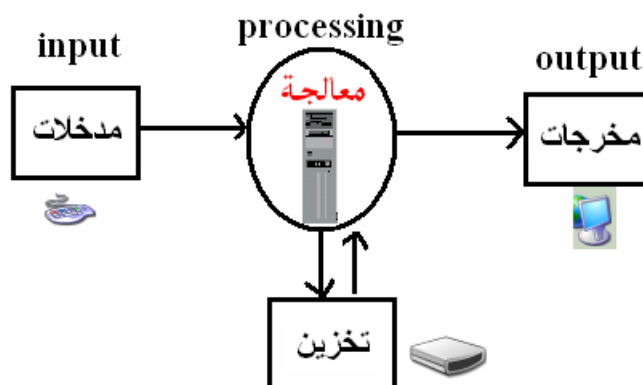 input
processing
output
مدخلات
معالجة
مخرجات
تخزين